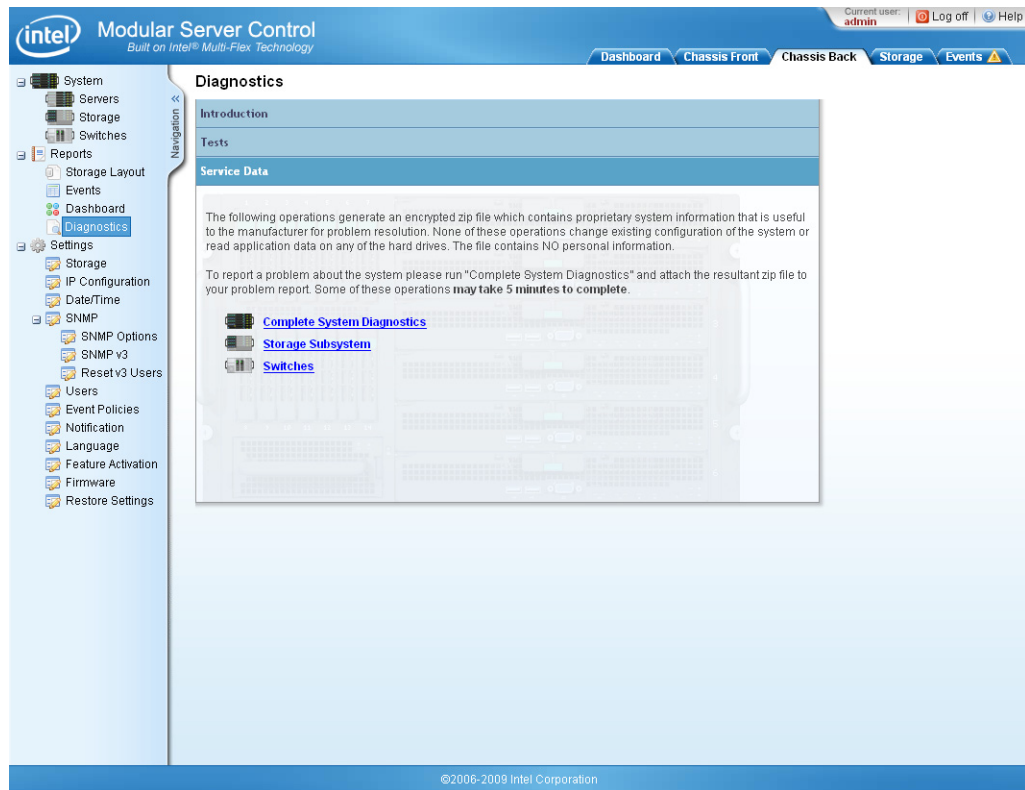 intel
Modular Server Control
Built on Intel® Multi-Flex Technology
Current user:
admin
Log off
Help
Dashboard
Chassis Front
Chassis Back
Storage
Events
System
Servers
Storage
Switches
Reports
Storage Layout
Events
Dashboard
Diagnostics
Settings
Storage
IP Configuration
Date/Time
SNMP
SNMP Options
SNMP v3
Reset v3 Users
Users
Event Policies
Notification
Language
Feature Activation
Firmware
Restore Settings
«
Navigation
Diagnostics
Introduction
Tests
Service Data
The following operations generate an encrypted zip file which contains proprietary system information that is useful
to the manufacturer for problem resolution. None of these operations change existing configuration of the system or
read application data on any of the hard drives. The file contains NO personal information.
To report a problem about the system please run "Complete System Diagnostics" and attach the resultant zip file to
your problem report. Some of these operations may take 5 minutes to complete.
Complete System Diagnostics
Storage Subsystem
Switches
©2006-2009 Intel Corporation